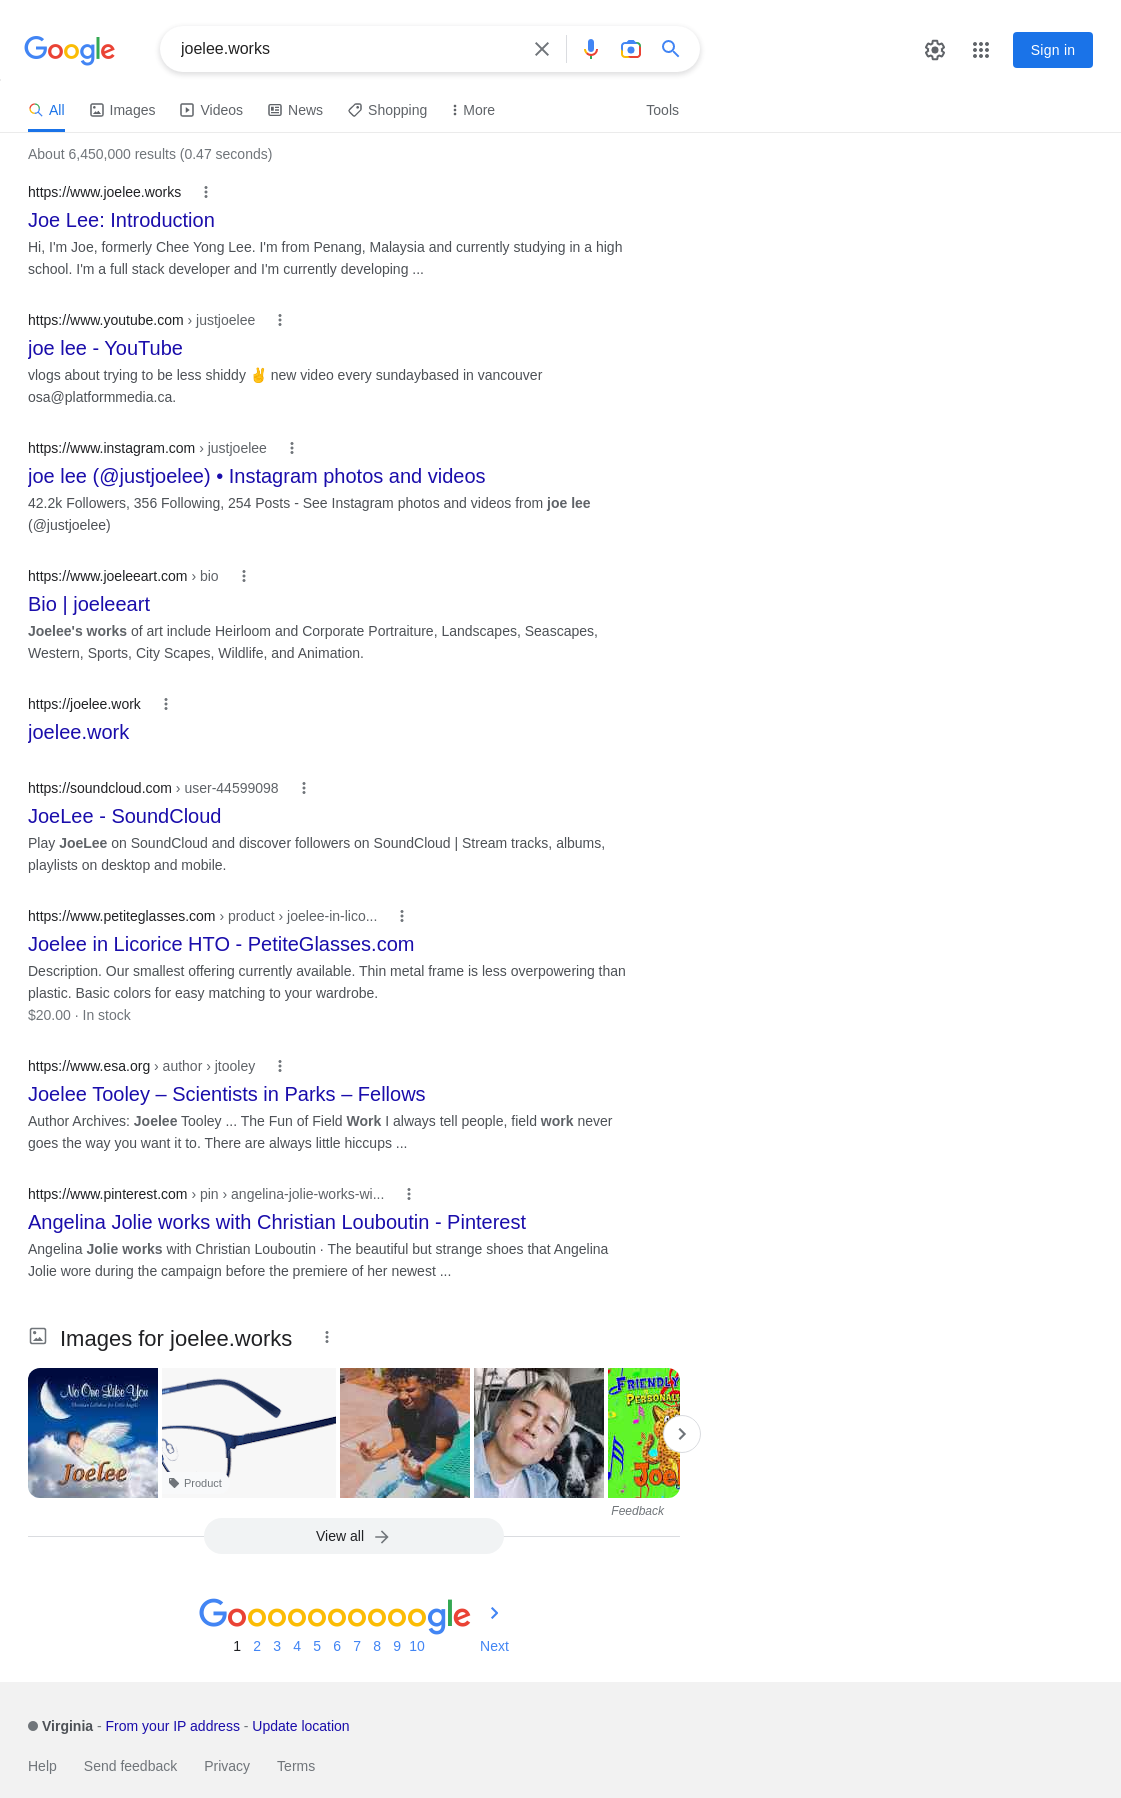 Google
joelee.works
Sign in
All
Images
Videos
News
Shopping
More
Tools
About 6,450,000 results (0.47 seconds)
https://www.joelee.works
Joe Lee: Introduction
Hi, I'm Joe, formerly Chee Yong Lee. I'm from Penang, Malaysia and currently studying in a high
school. I'm a full stack developer and I'm currently developing ...
https://www.youtube.com › justjoelee
joe lee - YouTube
vlogs about trying to be less shiddy ✌ new video every sundaybased in vancouver
osa@platformmedia.ca.
https://www.instagram.com › justjoelee
joe lee (@justjoelee) • Instagram photos and videos
42.2k Followers, 356 Following, 254 Posts - See Instagram photos and videos from joe lee
(@justjoelee)
https://www.joeleeart.com › bio
Bio | joeleeart
Joelee's works of art include Heirloom and Corporate Portraiture, Landscapes, Seascapes,
Western, Sports, City Scapes, Wildlife, and Animation.
https://joelee.work
joelee.work
https://soundcloud.com › user-44599098
JoeLee - SoundCloud
Play JoeLee on SoundCloud and discover followers on SoundCloud | Stream tracks, albums,
playlists on desktop and mobile.
https://www.petiteglasses.com › product › joelee-in-lico...
Joelee in Licorice HTO - PetiteGlasses.com
Description. Our smallest offering currently available. Thin metal frame is less overpowering than
plastic. Basic colors for easy matching to your wardrobe.
$20.00 · In stock
https://www.esa.org › author › jtooley
Joelee Tooley – Scientists in Parks – Fellows
Author Archives: Joelee Tooley ... The Fun of Field Work I always tell people, field work never
goes the way you want it to. There are always little hiccups ...
https://www.pinterest.com › pin › angelina-jolie-works-wi...
Angelina Jolie works with Christian Louboutin - Pinterest
Angelina Jolie works with Christian Louboutin · The beautiful but strange shoes that Angelina
Jolie wore during the campaign before the premiere of her newest ...
Images for joelee.works
No One Like You
Christian Lullabies for Little Angels
Joelee
Product
FRIENDLY
PERSONAL
Joe
Feedback
View all
Goooooooooogle
1 2 3 4 5 6 7 8 9 10 Next
Virginia - From your IP address - Update location
Help
Send feedback
Privacy
Terms